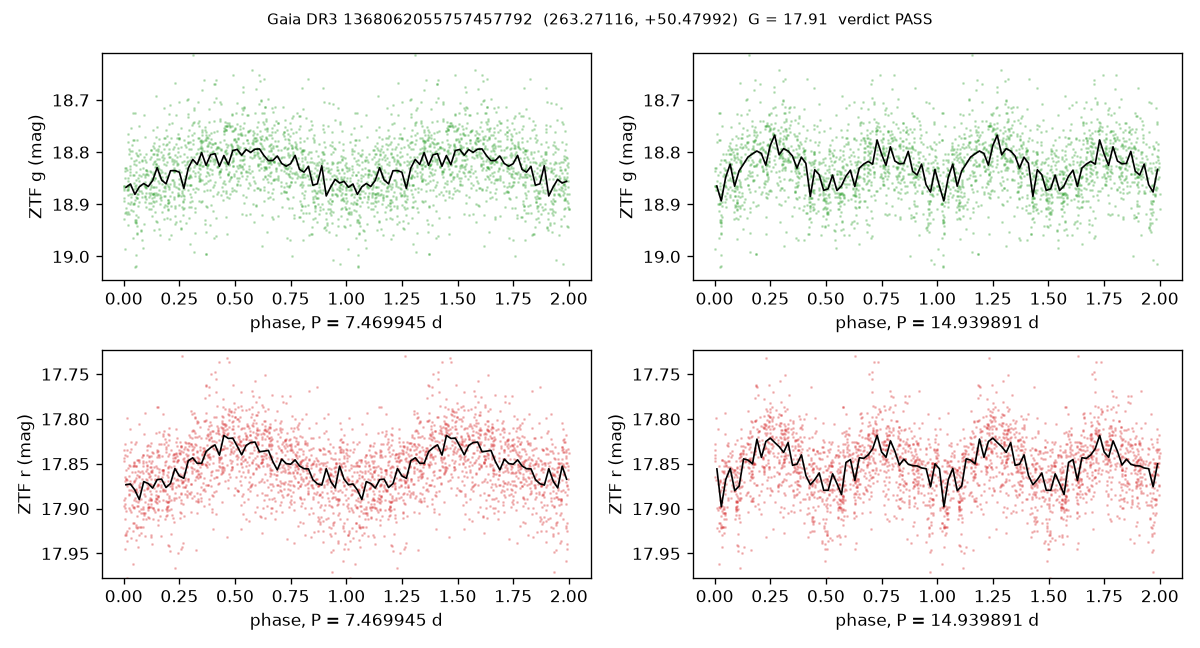 Gaia DR3 1368062055757457792 (263.27116, +50.47992) G = 17.91 verdict PASS
ZTF g (mag)
18.7
18.8
18.9
19.0
0.00 0.25 0.50 0.75 1.00 1.25 1.50 1.75 2.00
phase, P = 7.469945 d
ZTF g (mag)
18.7
18.8
18.9
19.0
0.00 0.25 0.50 0.75 1.00 1.25 1.50 1.75 2.00
phase, P = 14.939891 d
ZTF r (mag)
17.75
17.80
17.85
17.90
17.95
0.00 0.25 0.50 0.75 1.00 1.25 1.50 1.75 2.00
phase, P = 7.469945 d
ZTF r (mag)
17.75
17.80
17.85
17.90
17.95
0.00 0.25 0.50 0.75 1.00 1.25 1.50 1.75 2.00
phase, P = 14.939891 d